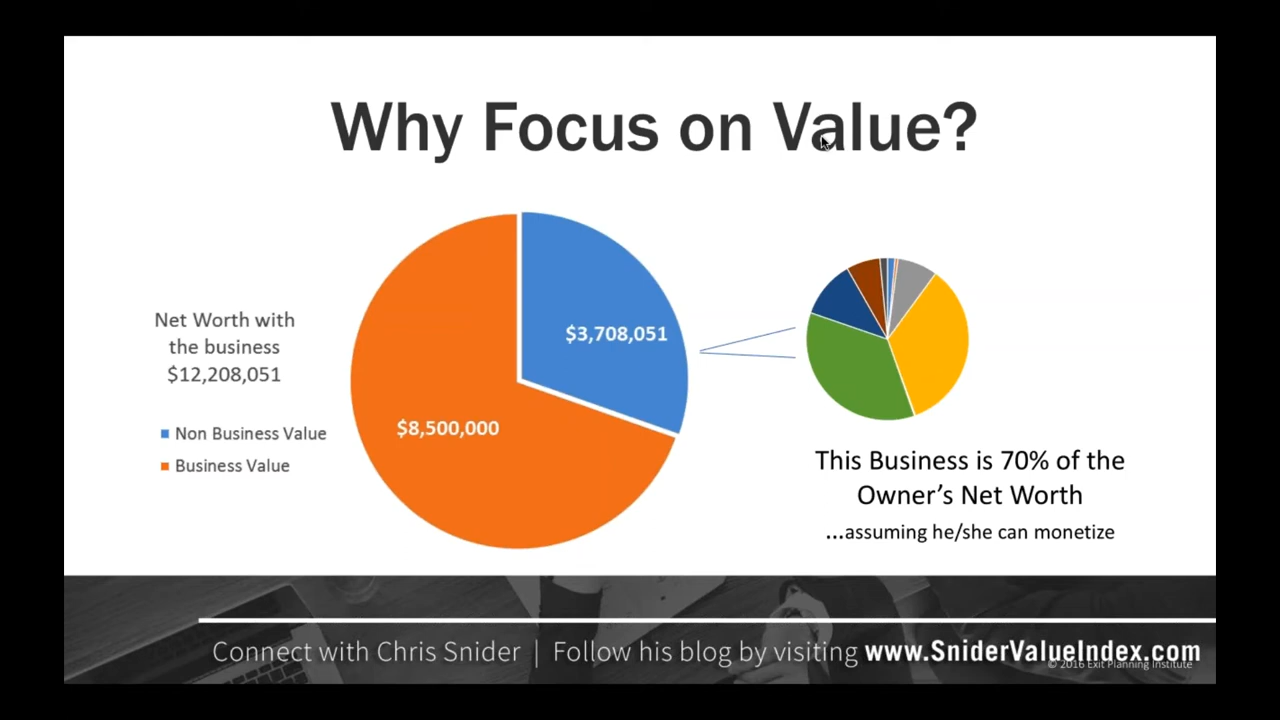 Why Focus on Value?
Net Worth with
the business
$12,208,051
Non Business Value
Business Value
$3,708,051
$8,500,000
This Business is 70% of the
Owner’s Net Worth
...assuming he/she can monetize
Connect with Chris Snider | Follow his blog by visiting www.SniderValueIndex.com
© 2016 Exit Planning Institute